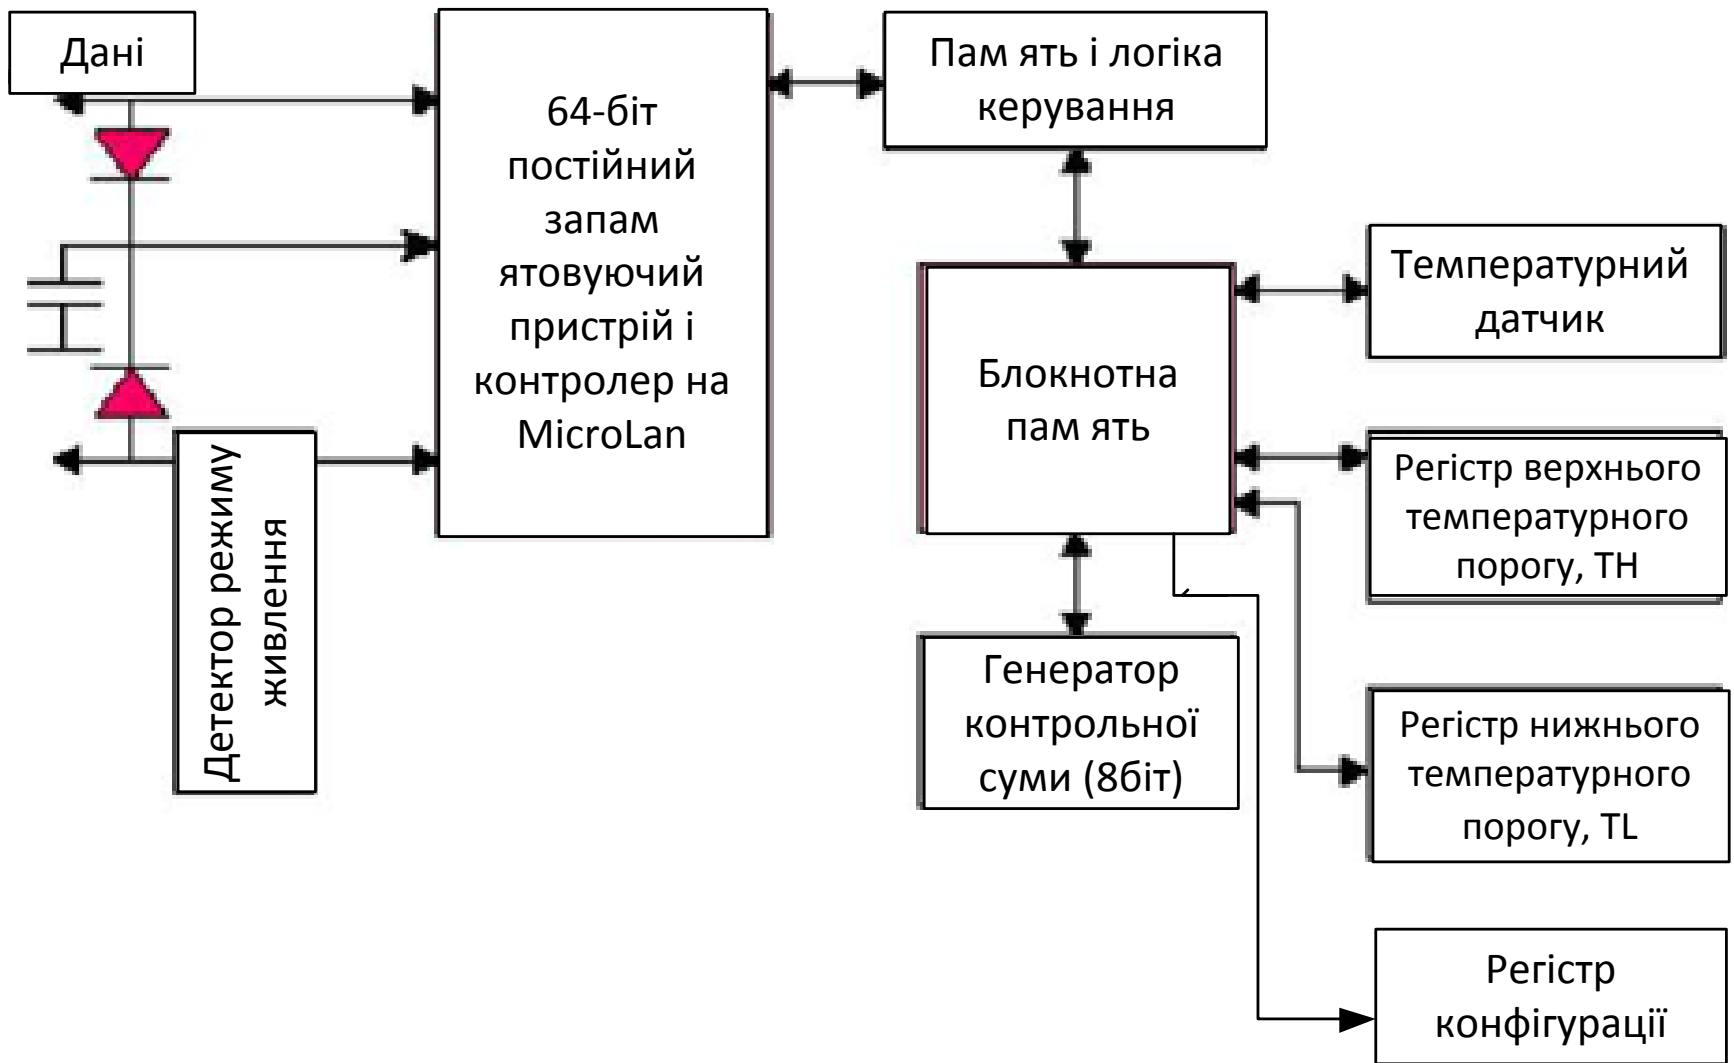 Дані
64-біт
постійний
запам
ятовуючий
пристрій і
контролер на
MicroLan
Детектор режиму
живлення
Пам ять і логіка
керування
Блокнотна
пам ять
Температурний
датчик
Регістр верхнього
температурного
порогу, TH
Генератор
контрольної
суми (8біт)
Регістр нижнього
температурного
порогу, TL
Регістр
конфігурації